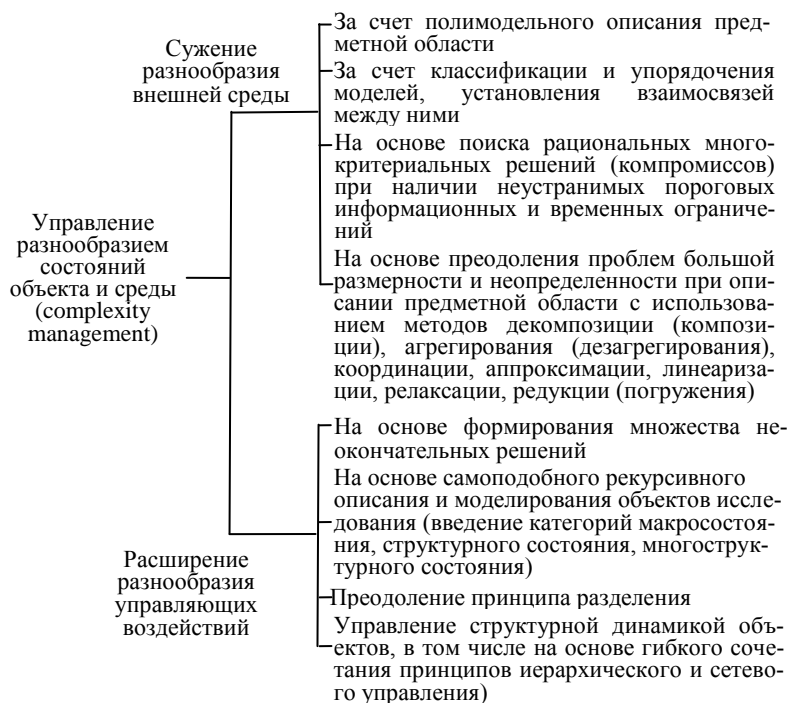 Управление
разнообразием
состояний
объекта и среды
(complexity
management)
Сужение
разнообразия
внешней среды
За счет полимодельного описания пред-
метной области
За счет классификации и упорядочения
моделей, установления взаимосвязей
между ними
На основе поиска рациональных много-
критериальных решений (компромиссов)
при наличии неустранимых пороговых
информационных и временных ограниче-
ний
На основе преодоления проблем большой
размерности и неопределенности при опи-
сании предметной области с использова-
нием методов декомпозиции (компози-
ции), агрегирования (дезагрегирования),
координации, аппроксимации, линеариза-
ции, релаксации, редукции (погружения)
Расширение
разнообразия
управляющих
воздействий
На основе формирования множества не-
окончательных решений
На основе самоподобного рекурсивного
описания и моделирования объектов иссле-
дования (введение категорий макросостоя-
ния, структурного состояния, многострук-
турного состояния)
Преодоление принципа разделения
Управление структурной динамикой объ-
ектов, в том числе на основе гибкого соче-
тания принципов иерархического и сетево-
го управления)